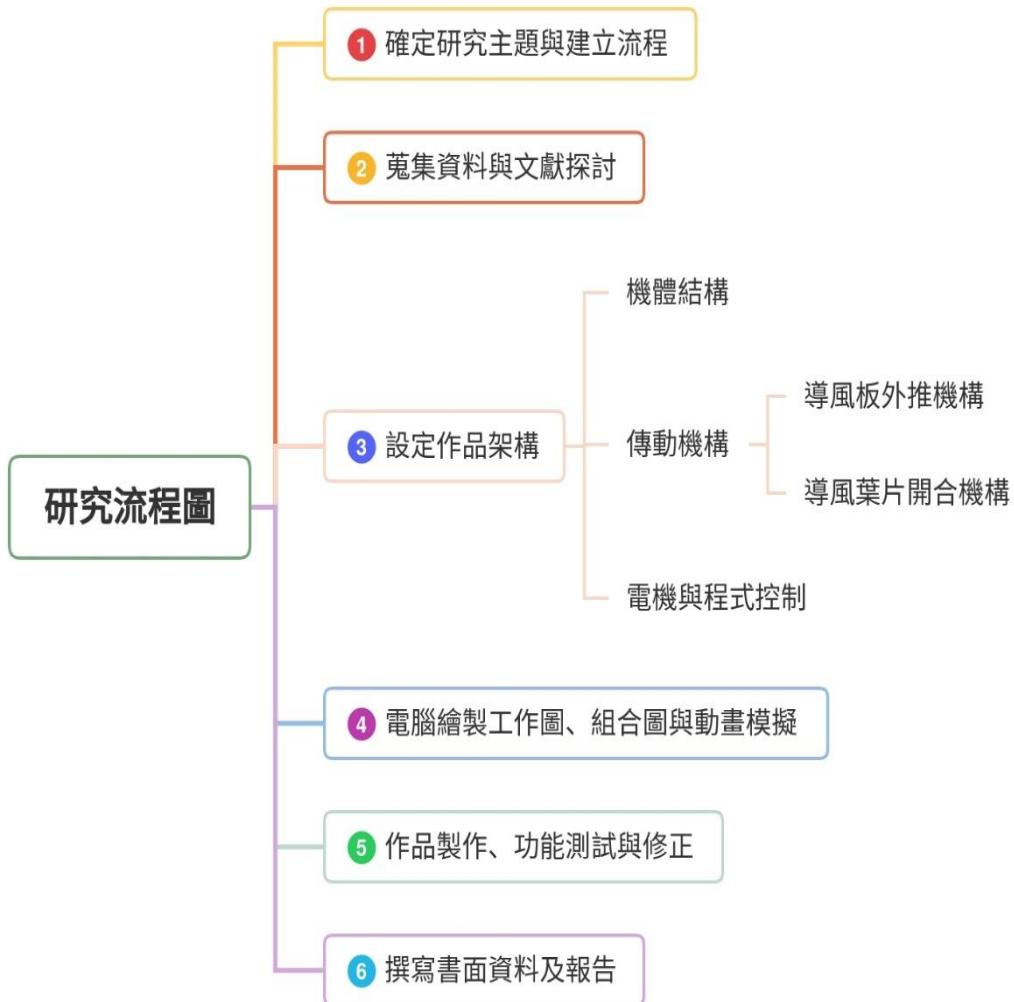 1 確定研究主題與建立流程
2 蒐集資料與文獻探討
機體結構
導風板外推機構
3 設定作品架構
傳動機構
導風葉片開合機構
研究流程圖
電機與程式控制
4 電腦繪製工作圖、組合圖與動畫模擬
5 作品製作、功能測試與修正
6 撰寫書面資料及報告